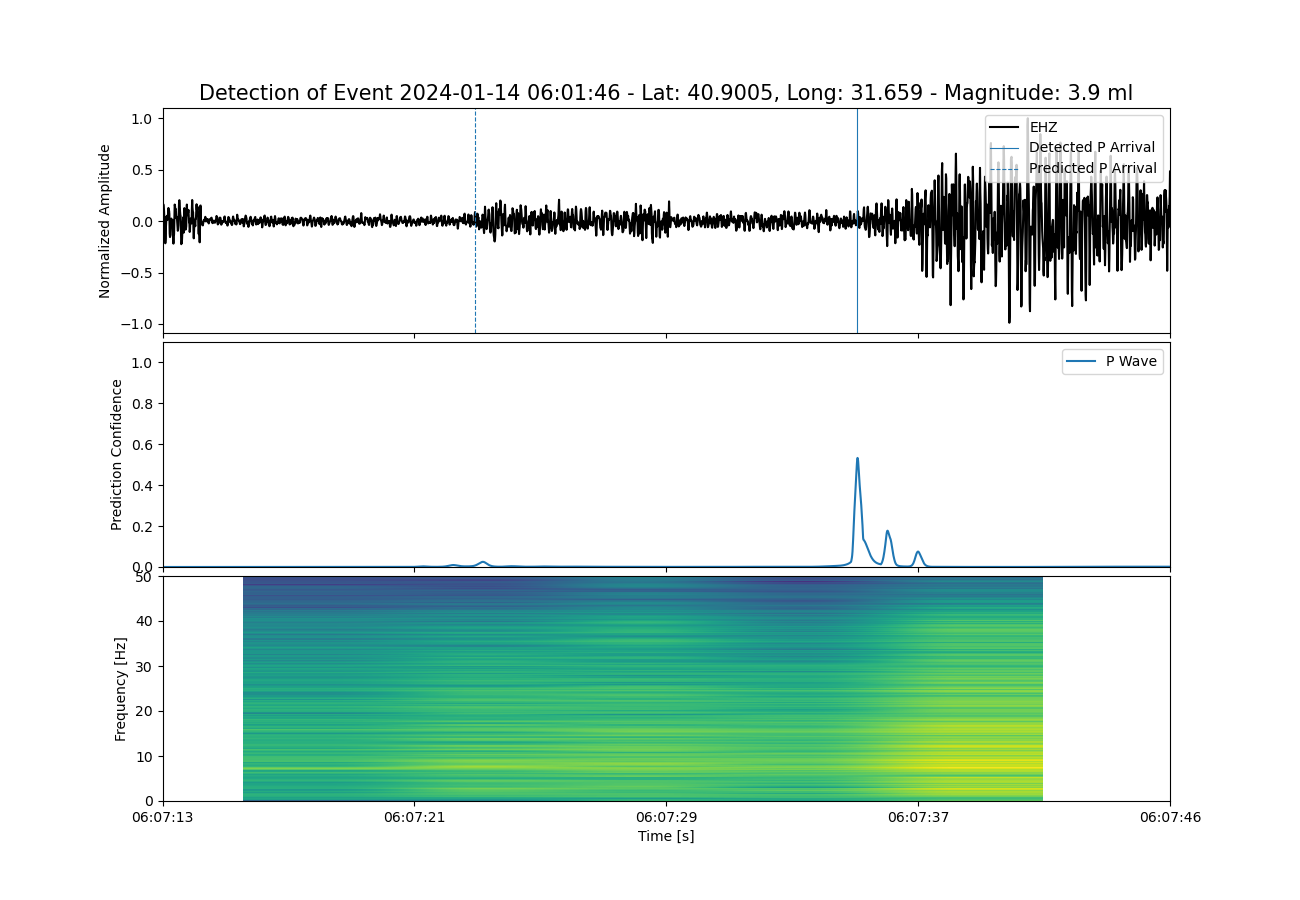 Detection of Event 2024-01-14 06:01:46 - Lat: 40.9005, Long: 31.659 - Magnitude: 3.9 ml
1.0
0.5
0.0
−0.5
−1.0
Normalized Amplitude
EHZ
Detected P Arrival
Predicted P Arrival
1.0
0.8
0.6
0.4
0.2
0.0
Prediction Confidence
P Wave
50
40
30
20
10
0
Frequency [Hz]
06:07:13
06:07:21
06:07:29
06:07:37
06:07:46
Time [s]